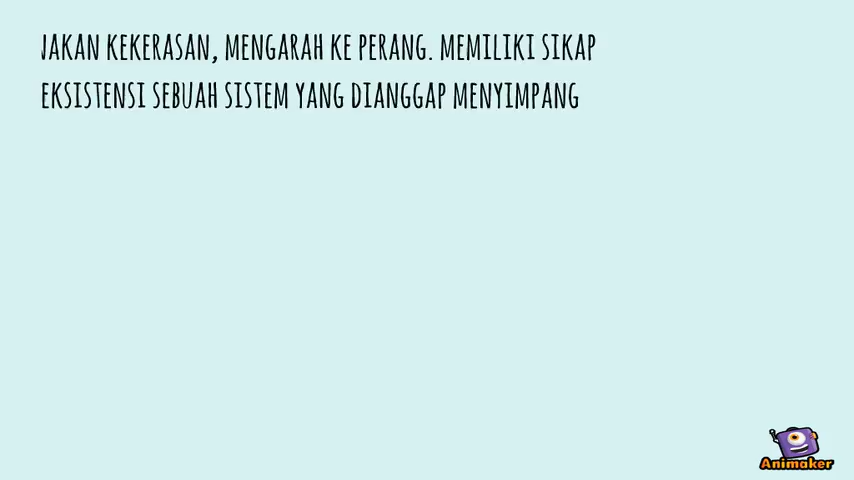 JAKAN KEKERASAN, MENGARAH KE PERANG. MEMILIKI SIKAP
EKSISTENSI SEBUAH SISTEM YANG DIANGGAP MENYIMPANG
Animaker